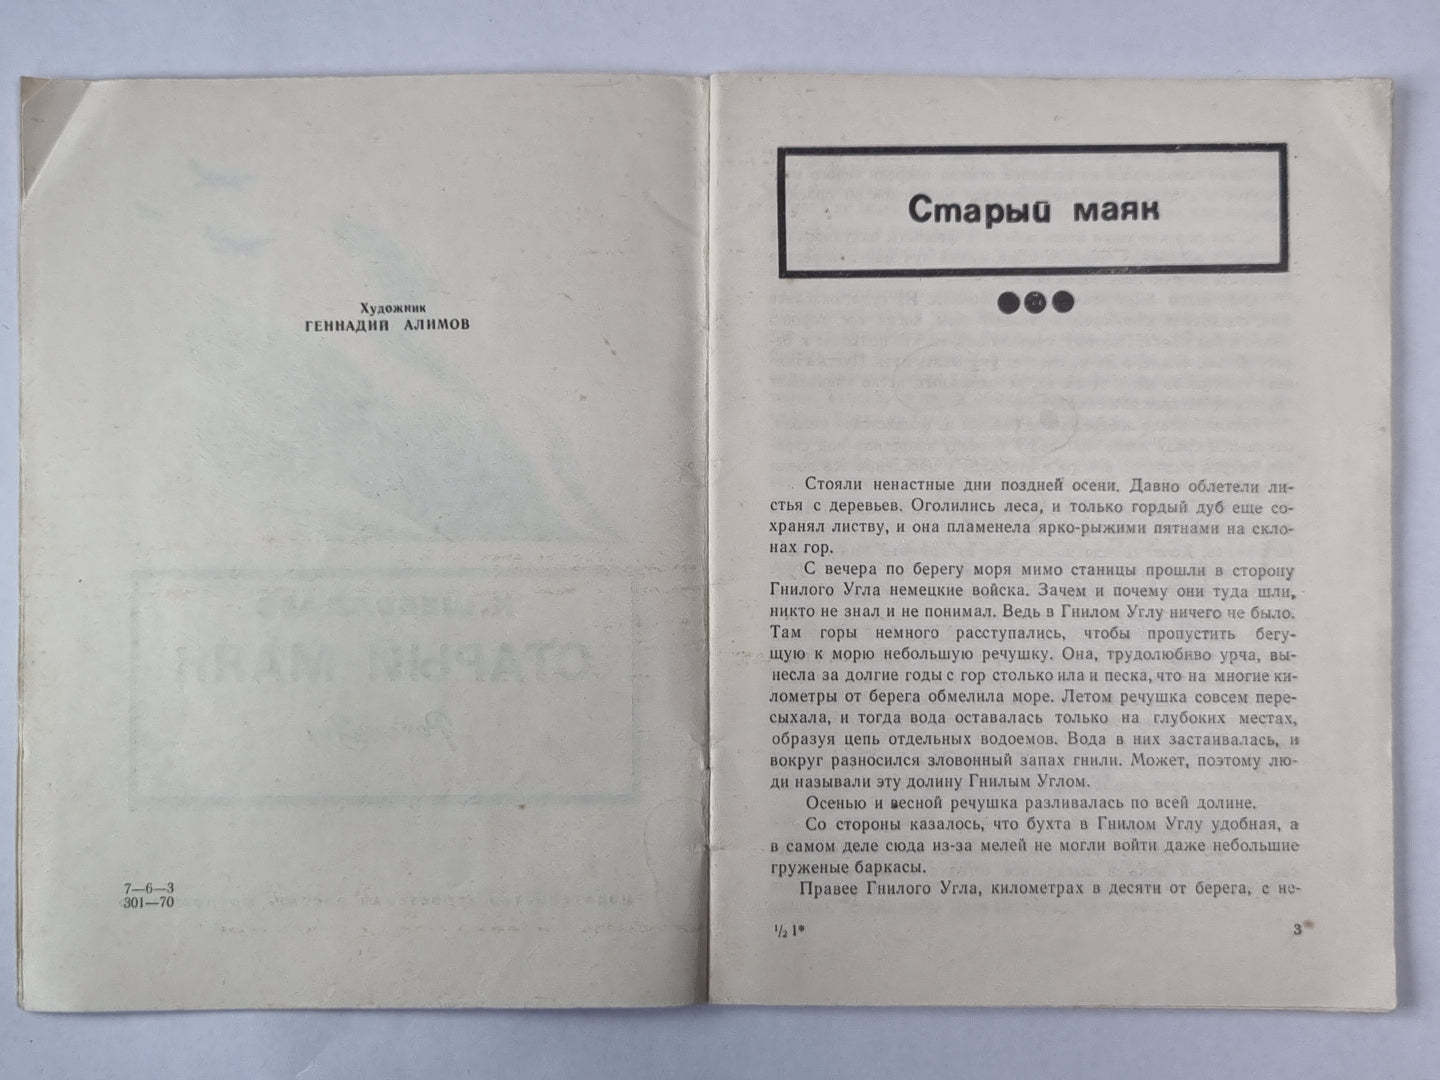 Художник
ГЕННАДИЙ АЛИМОВ
7—6—3
301—70
Старый маяк
Стояли ненастные дни поздней осени. Давно облетели ли-
стья с деревьев. Оголились леса, и только гордый дуб еще со-
хранял листву, и она пламенела ярко-рыжими пятнами на скло-
нах гор.
С вечера по берегу моря мимо станицы прошли в сторону
Гнилого Угла немецкие войска. Зачем и почему они туда шли,
никто не знал и не понимал. Ведь в Гнилом Углу ничего не было.
Там горы немного расступались, чтобы пропустить бегу-
щую к морю небольшую речушку. Она, трудолюбиво урча, вы-
несла за долгие годы с гор столько ила и песка, что на многие ки-
лометры от берега обмелила море. Летом речушка совсем пере-
сыхала, и тогда вода оставалась только на глубоких местах,
образуя цепь отдельных водоемов. Вода в них застаивалась, и
вокруг разносился зловонный запах гнили. Может, поэтому лю-
ди называли эту долину Гнилым Углом.
Осенью и весной речушка разливалась по всей долине.
Со стороны казалось, что бухта в Гнилом Углу удобная, а
в самом деле сюда из-за мелей не могли войти даже небольшие
груженые баркасы.
Правее Гнилого Угла, километрах в десяти от берега, с не-
½ 1*
3